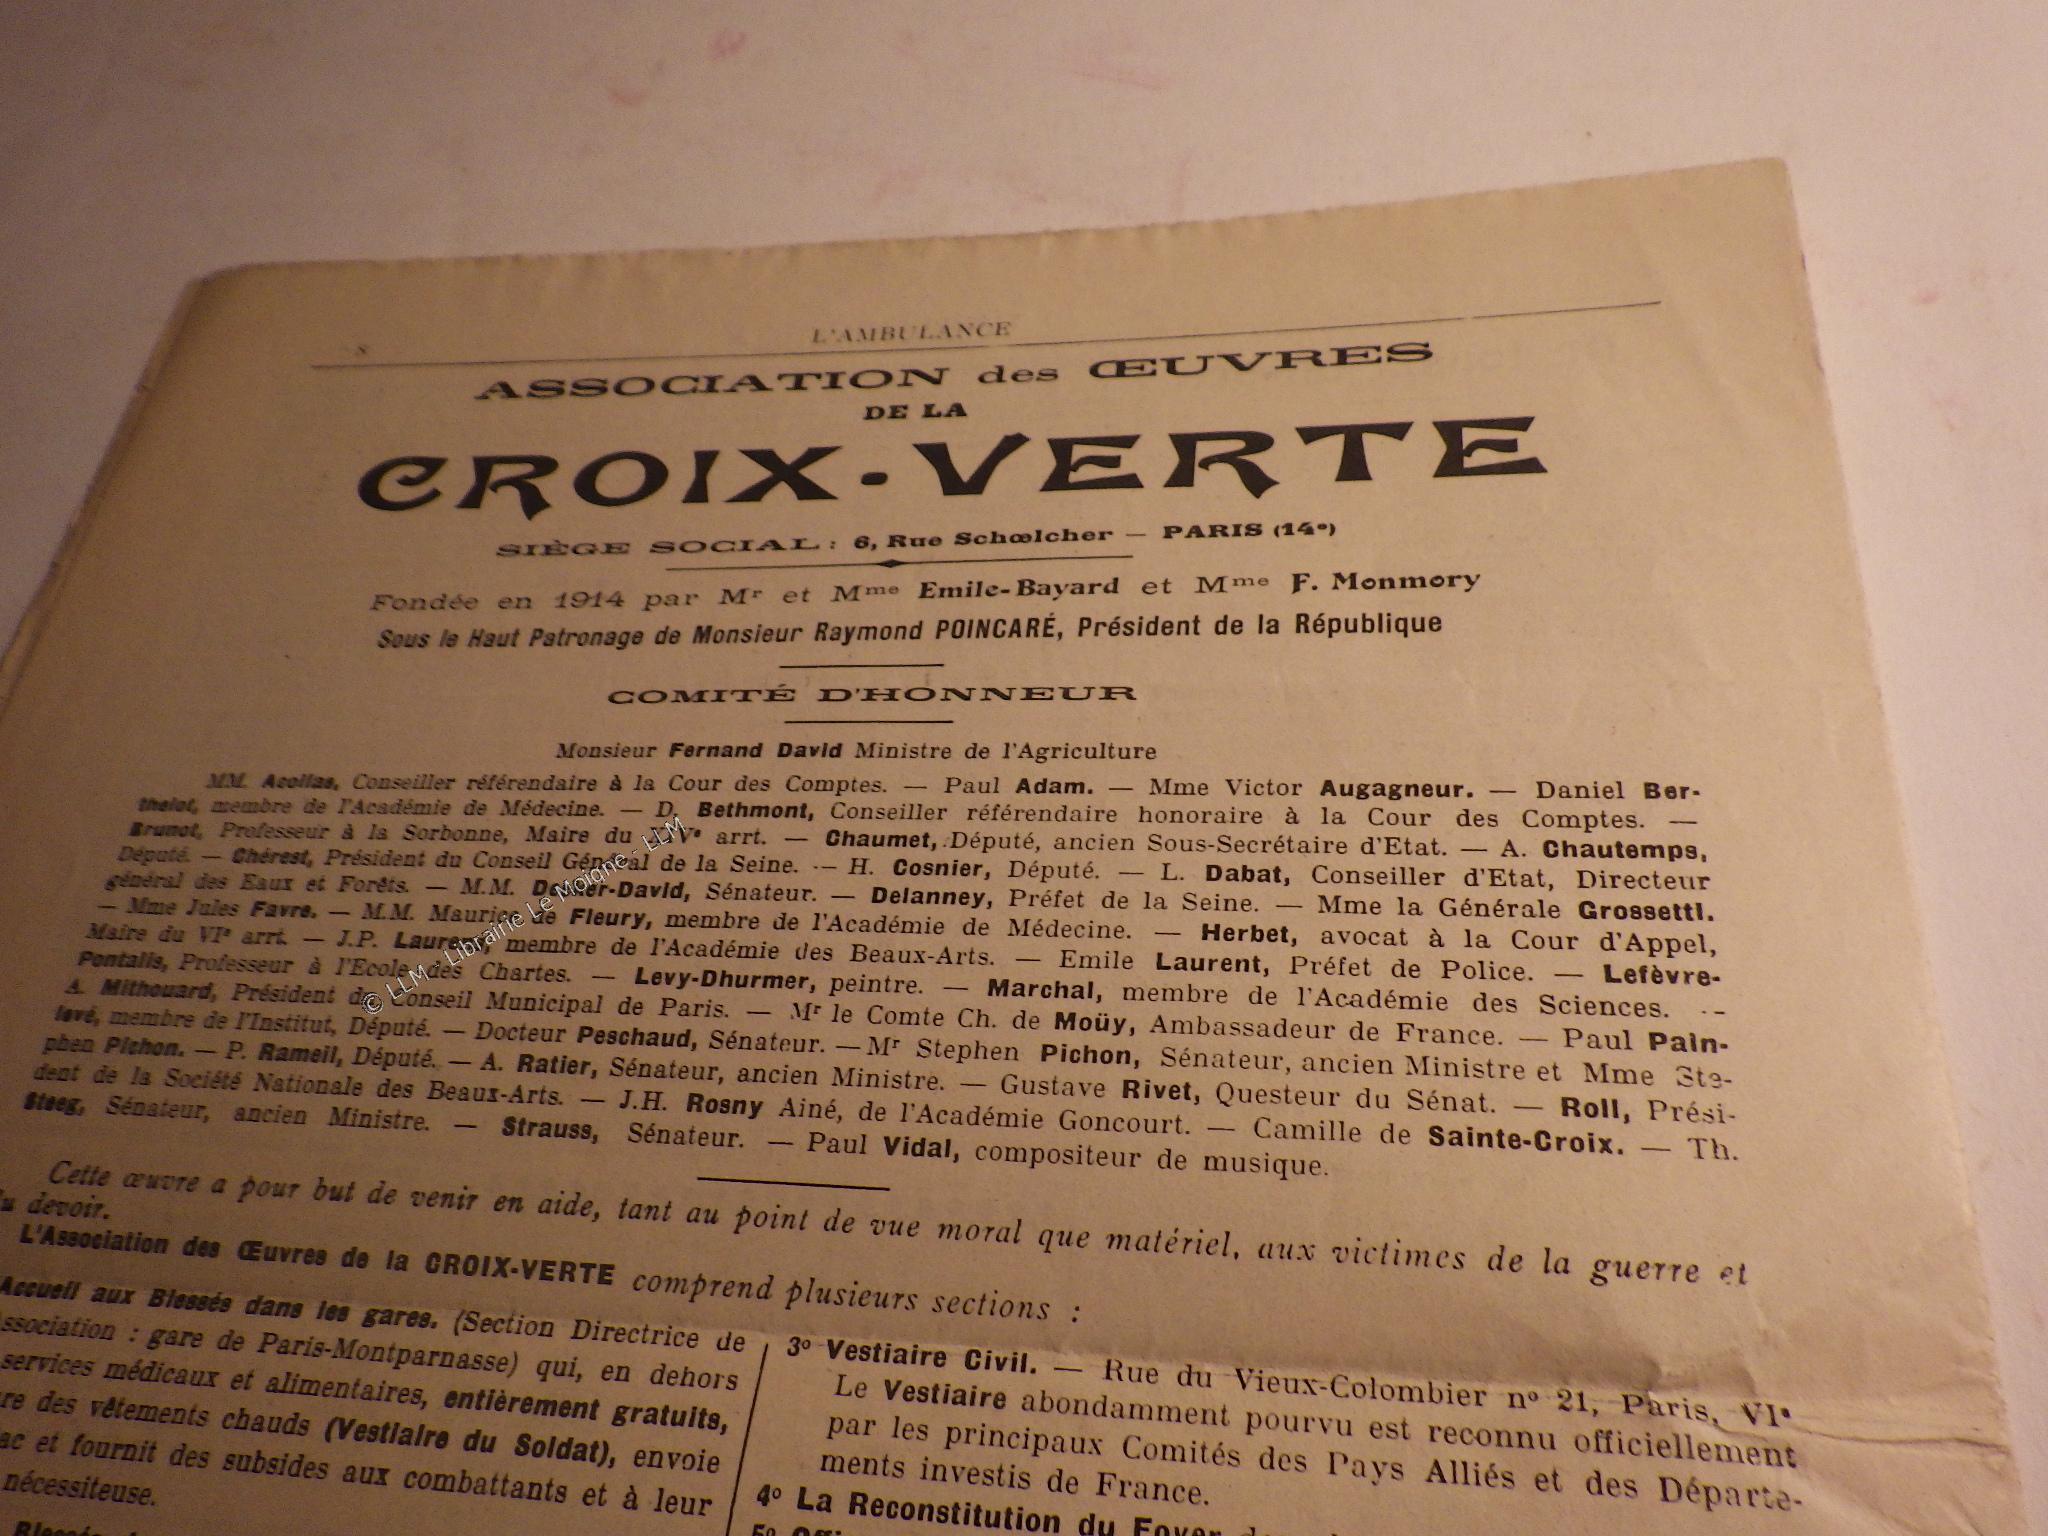 8
L'AMBULANCE
ASSOCIATION des ŒUVRES
DE LA
CROIX-VERTE
SIÈGE SOCIAL : 6, Rue Schœlcher — PARIS (14e)
Fondée en 1914 par Mr et Mme Emile-Bayard et Mme F. Monmory
Sous le Haut Patronage de Monsieur Raymond POINCARÉ, Président de la République
COMITÉ D'HONNEUR
Monsieur Fernand David Ministre de l'Agriculture
MM. Acollas, Conseiller référendaire à la Cour des Comptes. — Paul Adam. — Mme Victor Augagneur. — Daniel Ber-
thelot, membre de l'Académie de Médecine. — D. Bethmont, Conseiller référendaire honoraire à la Cour des Comptes. —
Brunot, Professeur à la Sorbonne, Maire du arrt. — Chaumet, Député, ancien Sous-Secrétaire d'Etat. — A. Chautemps,
Député. — Chérest, Président du Conseil Général de la Seine. — H. Cosnier, Député. — L. Dabat, Conseiller d'Etat, Directeur
général des Eaux et Forêts. — M.M. Sénateur. — Delanney, Préfet de la Seine. — Mme la Générale Grossetti.
— Mme Jules Favre. — M.M. Maurice de Fleury, membre de l'Académie de Médecine. — Herbet, avocat à la Cour d'Appel,
Maire du VIe arrt. — J.P. Laurens, membre de l'Académie des Beaux-Arts. — Emile Laurent, Préfet de Police. — Lefèvre-
Pontalis, Professeur à l'Ecole des Chartes. — Levy-Dhurmer, peintre. — Marchal, membre de l'Académie des Sciences. —
A. Mithouard, Président du Conseil Municipal de Paris. — Mr le Comte Ch. de Moüy, Ambassadeur de France. — Paul Pain-
levé, membre de l'Institut, Député. — Docteur Peschaud, Sénateur. — Mr Stephen Pichon, Sénateur, ancien Ministre et Mme Ste-
phen Pichon. — P. Rameil, Député. — A. Ratier, Sénateur, ancien Ministre. — Gustave Rivet, Questeur du Sénat. — Roll, Prési-
dent de la Société Nationale des Beaux-Arts. — J.H. Rosny Ainé, de l'Académie Goncourt. — Camille de Sainte-Croix. — Th.
Steeg, Sénateur, ancien Ministre. — Strauss, Sénateur. — Paul Vidal, compositeur de musique.
Cette œuvre a pour but de venir en aide, tant au point de vue moral que matériel, aux victimes de la guerre et
du devoir.
L'Association des Œuvres de la CROIX-VERTE comprend plusieurs sections :
Accueil aux Blessés dans les gares. (Section Directrice de
ssociation : gare de Paris-Montparnasse) qui, en dehors
services médicaux et alimentaires, entièrement gratuits,
re des vêtements chauds (Vestiaire du Soldat), envoie
ac et fournit des subsides aux combattants et à leur
nécessiteuse.
3o Vestiaire Civil. — Rue du Vieux-Colombier no 21, Paris, VIe
Le Vestiaire abondamment pourvu est reconnu officiellement
par les principaux Comités des Pays Alliés et des Départe-
ments investis de France.
4o La Reconstitution du Foyer
5o
© LLM - Librairie Le Moigne - LLM